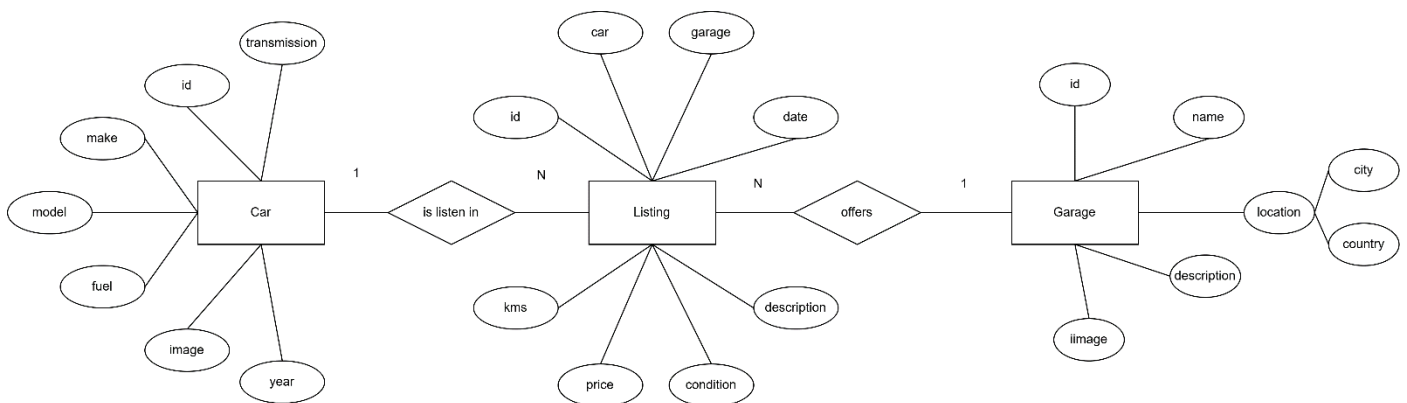 transmission
id
make
model
fuel
image
year
Car
1
is listen in
N
car
garage
id
date
Listing
kms
price
condition
description
N
offers
1
id
name
Garage
location
city
country
description
iimage